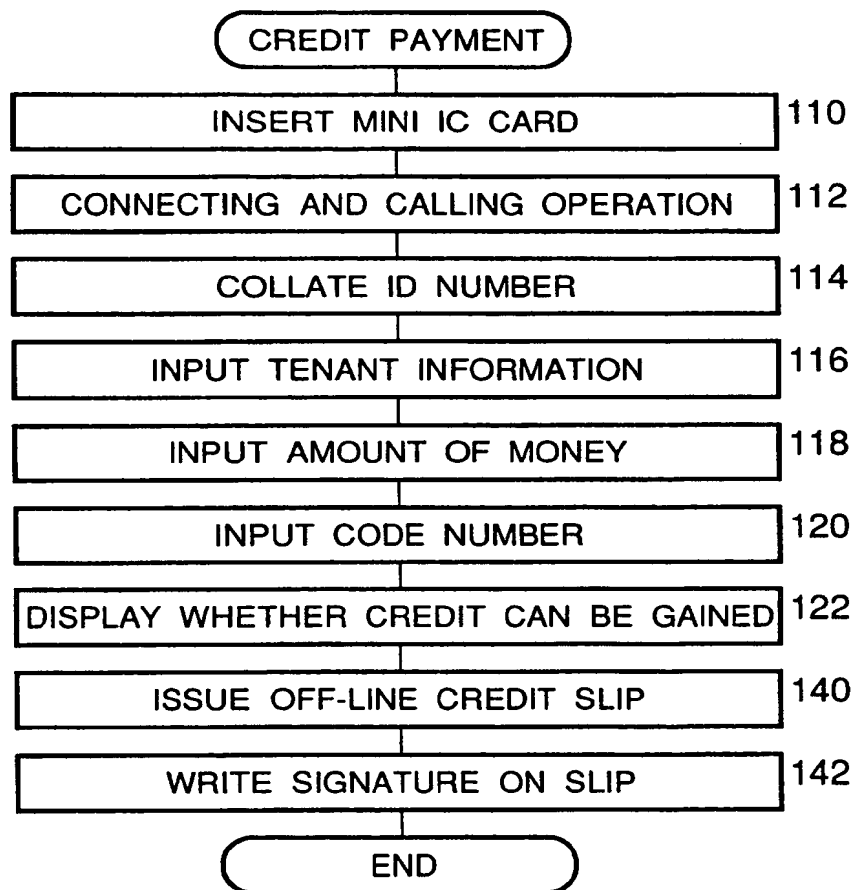 CREDIT PAYMENT
INSERT MINI IC CARD 110
CONNECTING AND CALLING OPERATION 112
COLLATE ID NUMBER 114
INPUT TENANT INFORMATION 116
INPUT AMOUNT OF MONEY 118
INPUT CODE NUMBER 120
DISPLAY WHETHER CREDIT CAN BE GAINED 122
ISSUE OFF-LINE CREDIT SLIP 140
WRITE SIGNATURE ON SLIP 142
END